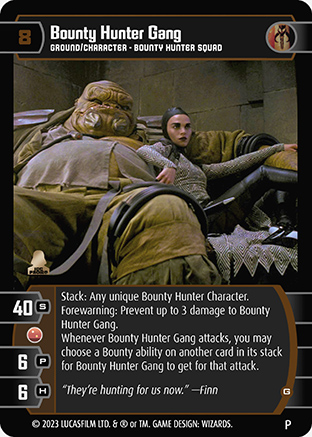 8
Bounty Hunter Gang
GROUND/CHARACTER - BOUNTY HUNTER SQUAD
40 S
Stack: Any unique Bounty Hunter Character.
Forewarning: Prevent up to 3 damage to Bounty
Hunter Gang.
Whenever Bounty Hunter Gang attacks, you may
choose a Bounty ability on another card in its stack
for Bounty Hunter Gang to get for that attack.
6 P
6 H
“They’re hunting for us now.” —Finn
G
© 2023 LUCASFILM LTD. & ® or TM. GAME DESIGN: WIZARDS.
P